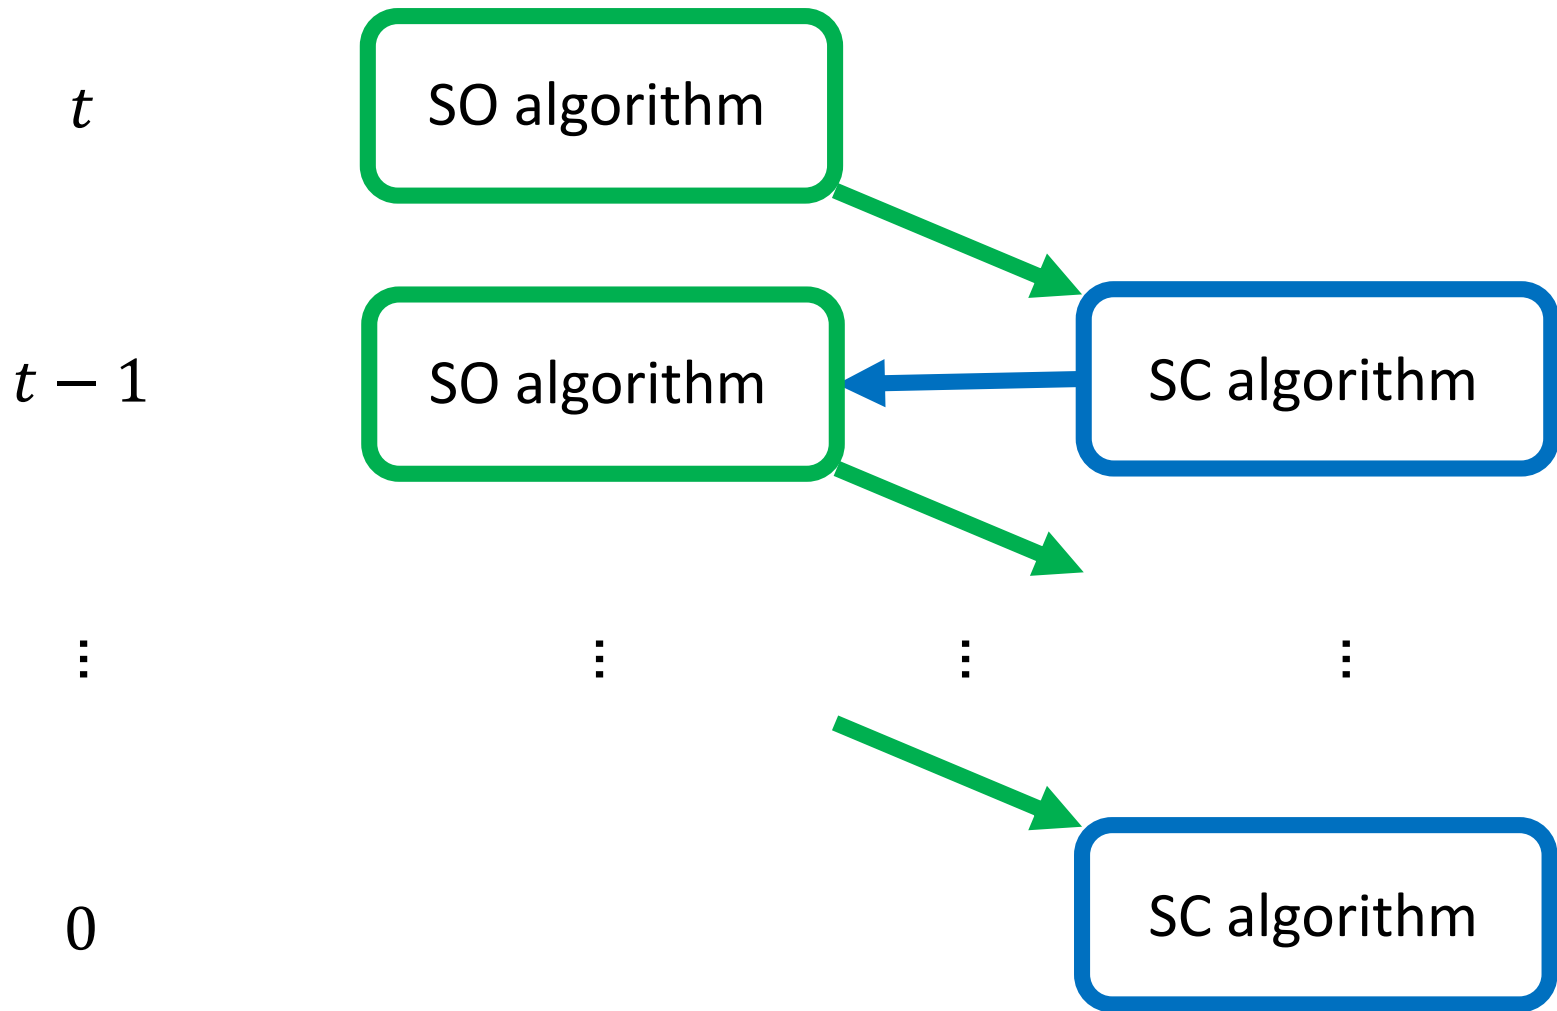 t SO algorithm
t − 1 SO algorithm SC algorithm
⋮ ⋮ ⋮ ⋮
0 SC algorithm